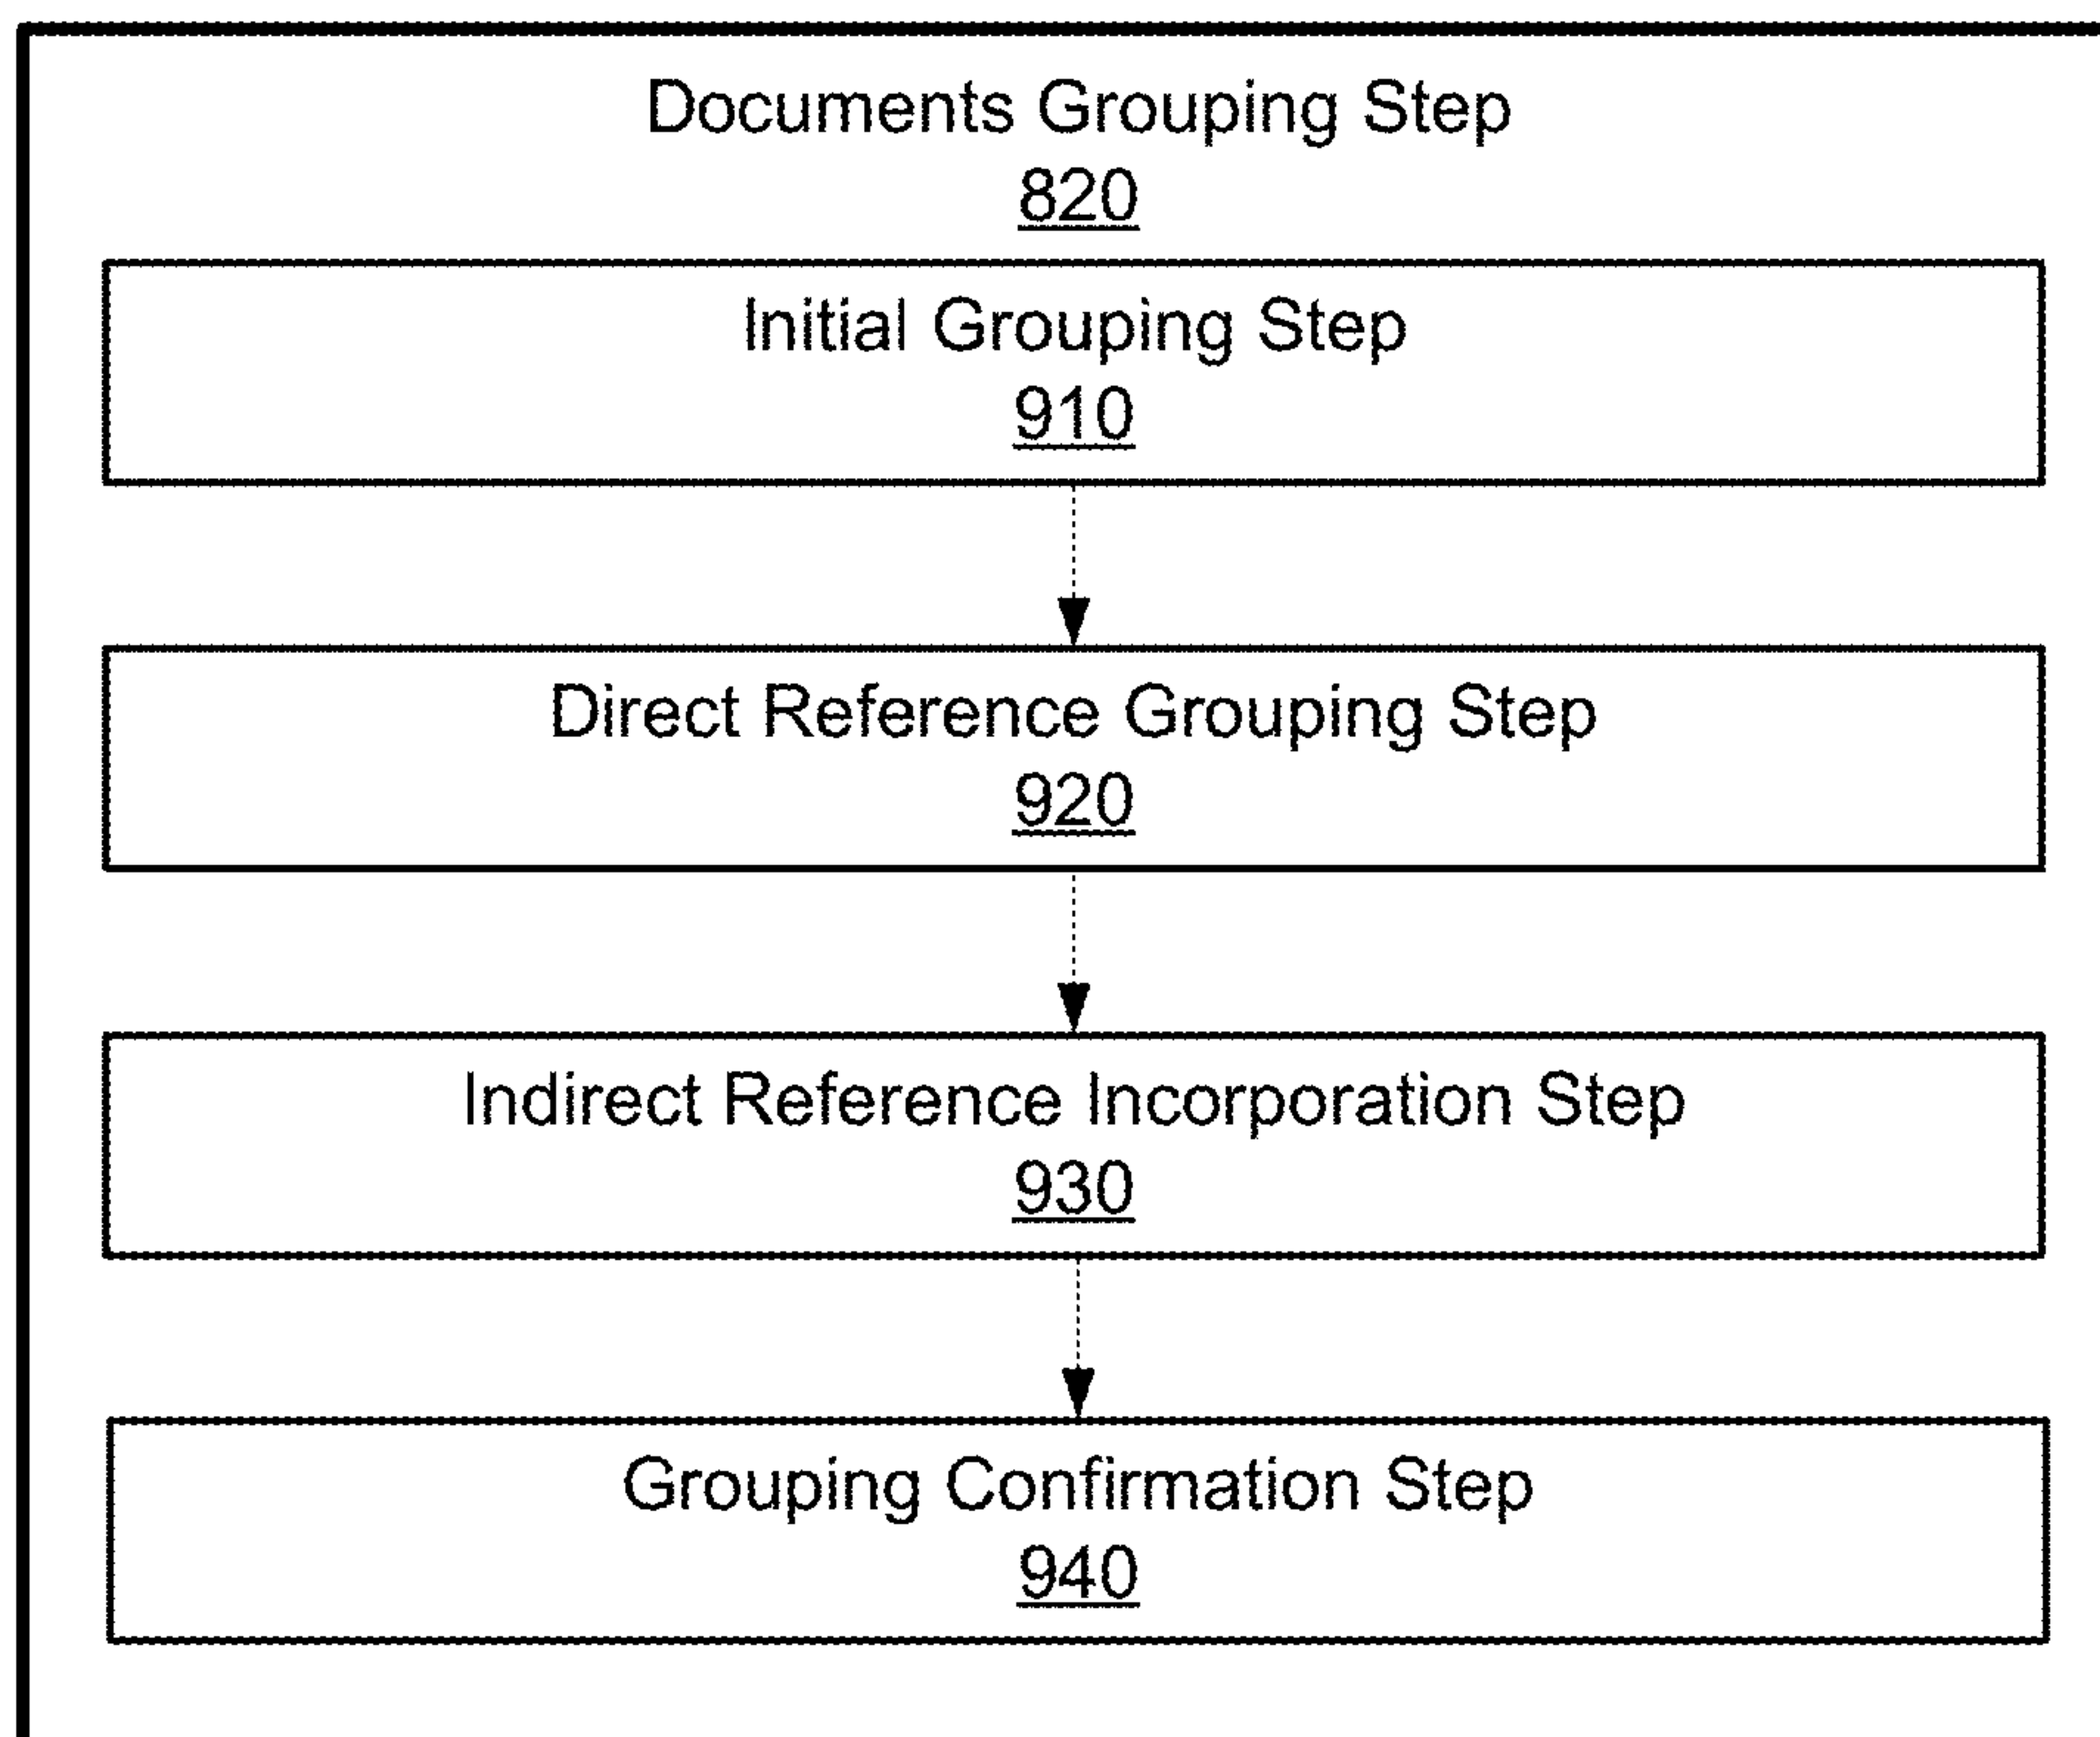 Documents Grouping Step
820
Initial Grouping Step
910
Direct Reference Grouping Step
920
Indirect Reference Incorporation Step
930
Grouping Confirmation Step
940